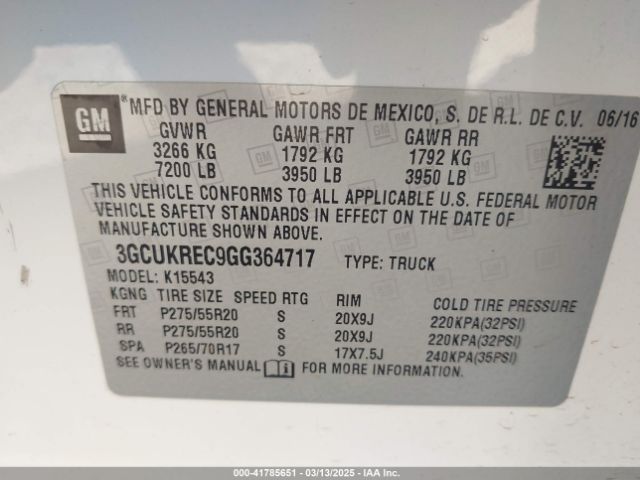 GM ® MFD BY GENERAL MOTORS DE MEXICO, S. DE R.L. DE C.V. 06/16
GVWR GAWR FRT GAWR RR
3266 KG 1792 KG 1792 KG
7200 LB 3950 LB 3950 LB
THIS VEHICLE CONFORMS TO ALL APPLICABLE U.S. FEDERAL MOTOR
VEHICLE SAFETY STANDARDS IN EFFECT ON THE DATE OF
MANUFACTURE SHOWN ABOVE.
3GCUKREC9GG364717 TYPE: TRUCK
MODEL: K15543
KGNG TIRE SIZE SPEED RTG RIM COLD TIRE PRESSURE
FRT P275/55R20 S 20X9J 220KPA(32PSI)
RR P275/55R20 S 20X9J 220KPA(32PSI)
SPA P265/70R17 S 17X7.5J 240KPA(35PSI)
SEE OWNER'S MANUAL FOR MORE INFORMATION.
000-41785651 - 03/13/2025 - IAA Inc.